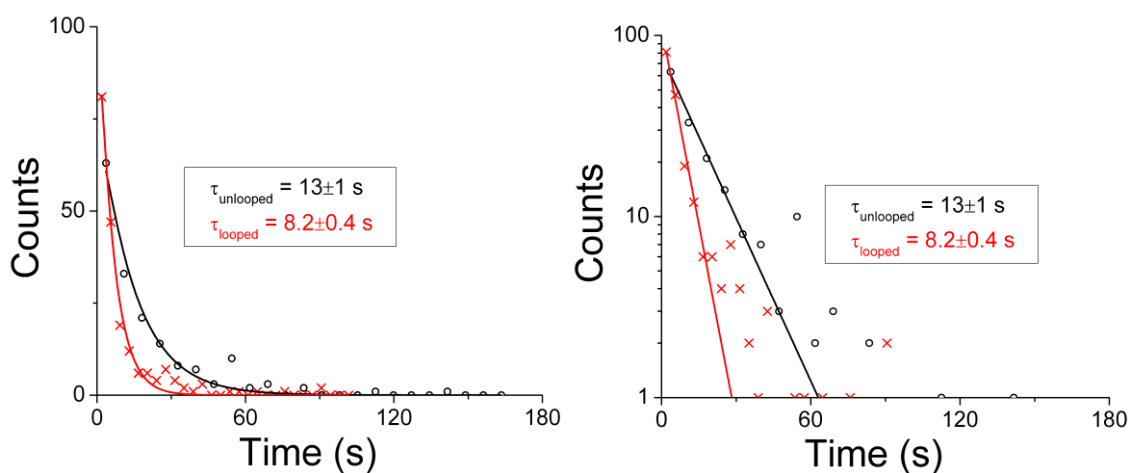 100
50
0
Counts
0 60 120 180
Time (s)
τunlooped = 13±1 s
τlooped = 8.2±0.4 s
100
10
1
Counts
0 60 120 180
Time (s)
τunlooped = 13±1 s
τlooped = 8.2±0.4 s